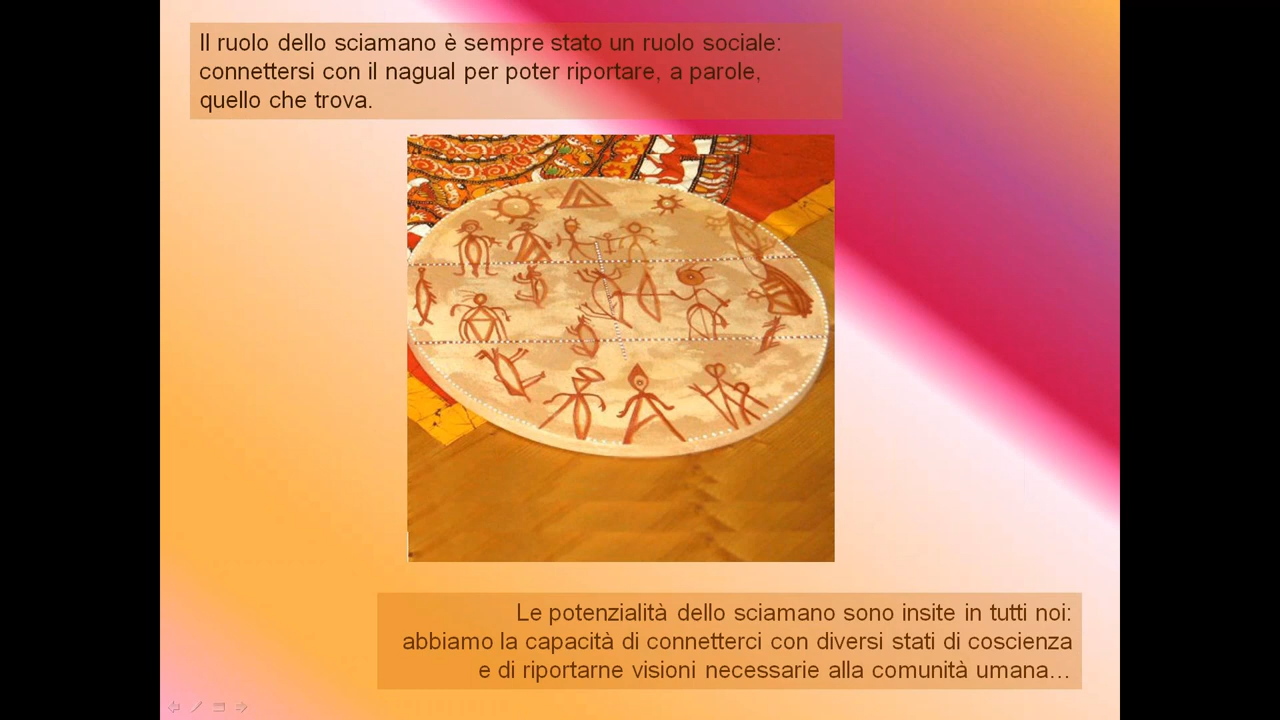 Il ruolo dello sciamano è sempre stato un ruolo sociale:
connettersi con il nagual per poter riportare, a parole,
quello che trova.
Le potenzialità dello sciamano sono insite in tutti noi:
abbiamo la capacità di connetterci con diversi stati di coscienza
e di riportarne visioni necessarie alla comunità umana…